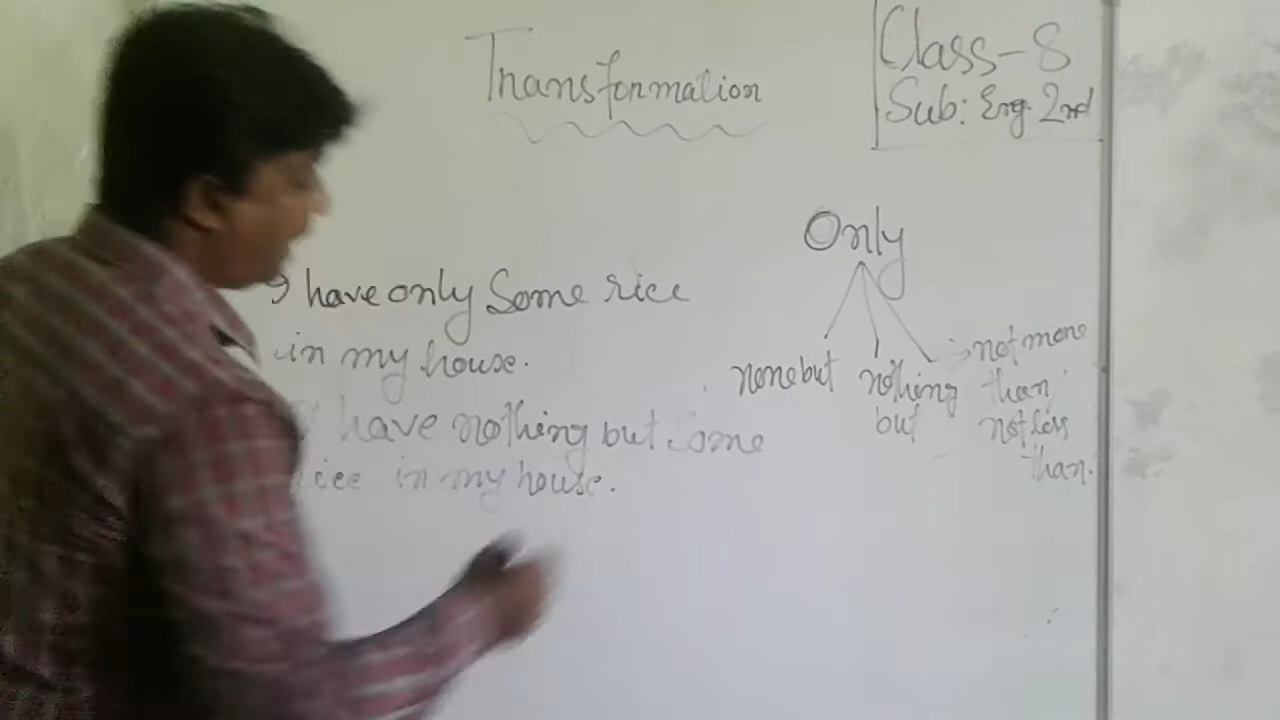 Transformation
Class-8
Sub: Eng. 2nd
Only
none but
nothing
but
not more
than
not less
than.
have only Some rice
in my house.
have nothing but some
in my house.